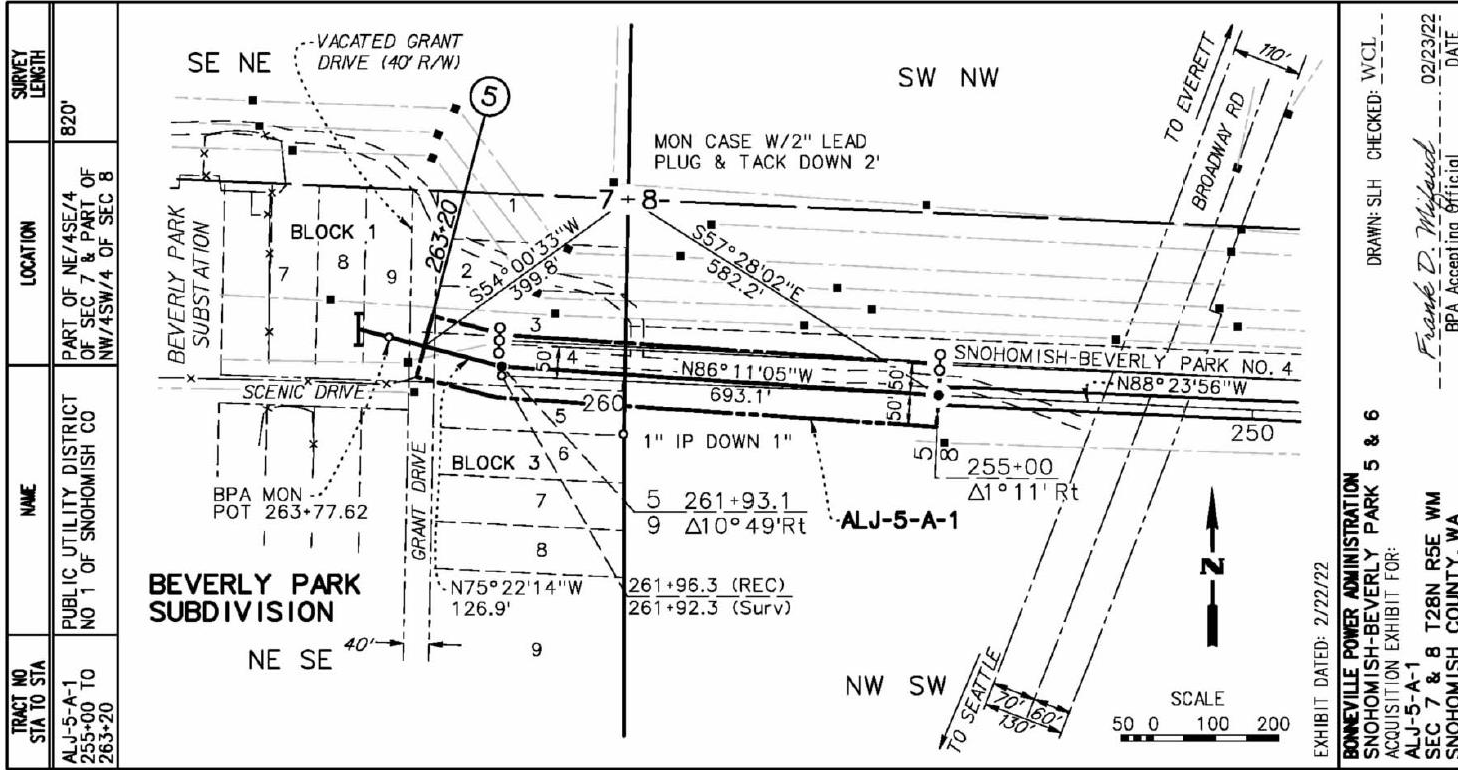 SURVEY
LENGTH
820'
LOCATION
PART OF NE/4SE/4
OF SEC 7 & PART OF
NW/4SW/4 OF SEC 8
NAME
PUBLIC UTILITY DISTRICT
NO 1 OF SNOHOMISH CO
TRACT NO
STA TO STA
ALJ-5-A-1
255+00 TO
263+20
SE NE
VACATED GRANT
DRIVE (40' R/W)
5
SW NW
MON CASE W/2" LEAD
PLUG & TACK DOWN 2'
TO EVERETT
110'
BROADWAY RD
7 + 8
BEVERLY PARK
SUBSTATION
BLOCK 1
7
8
9
263+20
1
2
3
4
S54°00'33"W
399.8'
S57°28'02"E
582.2'
50'
SNOHOMISH-BEVERLY PARK NO. 4
N86°11'05"W
693.1'
N88°23'56"W
50'
50'
SCENIC DRIVE
260
5
250
1" IP DOWN 1"
6
BLOCK 3
7
8
9
5
8
255+00
Δ1°11' Rt
BPA MON
POT 263+77.62
GRANT DRIVE
5 261+93.1
9 Δ10°49'Rt
ALJ-5-A-1
N75°22'14"W
126.9'
261+96.3 (REC)
261+92.3 (Surv)
BEVERLY PARK
SUBDIVISION
NE SE
40'
NW SW
N
TO SEATTLE
70'
60'
130'
SCALE
50 0 100 200
EXHIBIT DATED: 2/22/22
BONNEVILLE POWER ADMINISTRATION
SNOHOMISH-BEVERLY PARK 5 & 6
ACQUISITION EXHIBIT FOR:
ALJ-5-A-1
SEC 7 & 8 T28N R5E WM
SNOHOMISH COUNTY, WA
DRAWN: SLH CHECKED: WCL
Frank D
02/23/22
BPA Accepting Official DATE